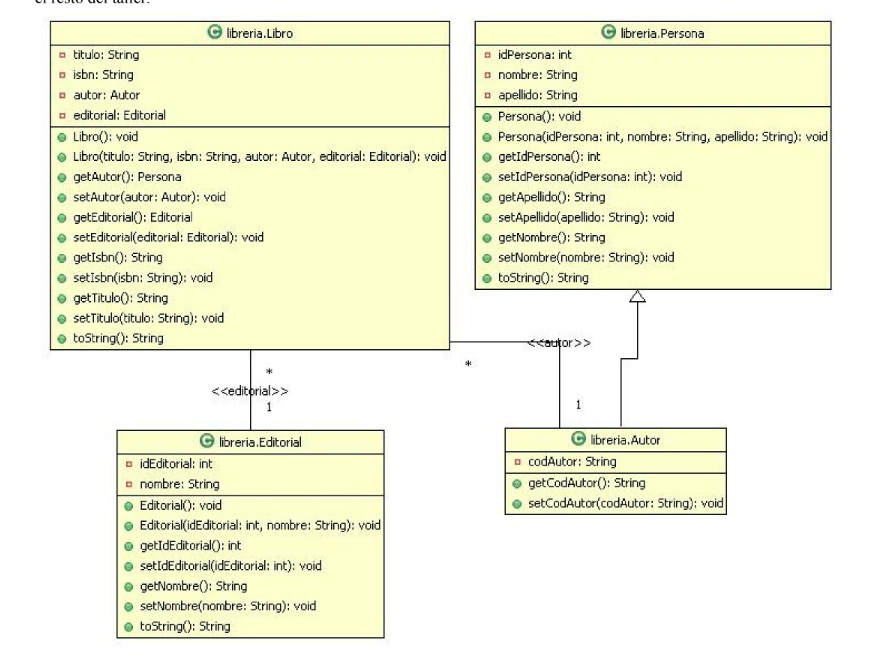 el resto del taller.
libreria.Libro
titulo: String
isbn: String
autor: Autor
editorial: Editorial
Libro(): void
Libro(titulo: String, isbn: String, autor: Autor, editorial: Editorial): void
getAutor(): Persona
setAutor(autor: Autor): void
getEditorial(): Editorial
setEditorial(editorial: Editorial): void
getIsbn(): String
setIsbn(isbn: String): void
getTitulo(): String
setTitulo(titulo: String): void
toString(): String
libreria.Persona
idPersona: int
nombre: String
apellido: String
Persona(): void
Persona(idPersona: int, nombre: String, apellido: String): void
getIdPersona(): int
setIdPersona(idPersona: int): void
getApellido(): String
setApellido(apellido: String): void
getNombre(): String
setNombre(nombre: String): void
toString(): String
<<autor>>
*
1
*
<<editorial>>
1
libreria.Editorial
idEditorial: int
nombre: String
Editorial(): void
Editorial(idEditorial: int, nombre: String): void
getIdEditorial(): int
setIdEditorial(idEditorial: int): void
getNombre(): String
setNombre(nombre: String): void
toString(): String
libreria.Autor
codAutor: String
getCodAutor(): String
setCodAutor(codAutor: String): void